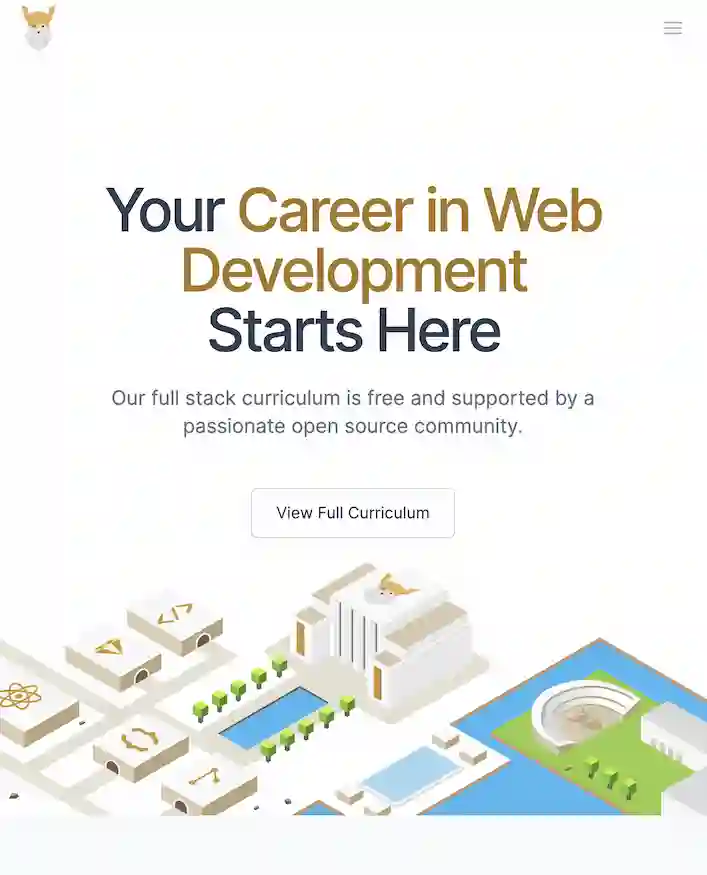 Your Career in Web
Development
Starts Here
Our full stack curriculum is free and supported by a
passionate open source community.
View Full Curriculum